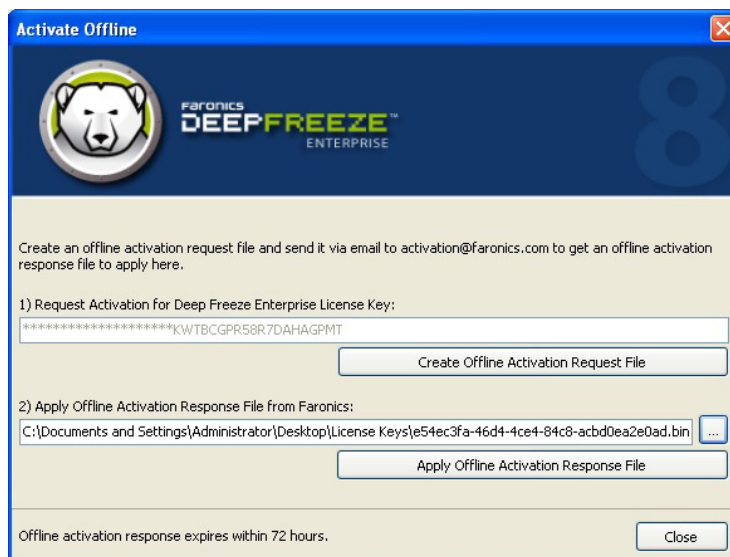 Activate Offline
FARONICS
DEEPFREEZE™
ENTERPRISE
8
Create an offline activation request file and send it via email to activation@faronics.com to get an offline activation
response file to apply here.
1) Request Activation for Deep Freeze Enterprise License Key:
********************KWTBCGPR58R7DAHAGPMT
Create Offline Activation Request File
2) Apply Offline Activation Response File from Faronics:
C:\Documents and Settings\Administrator\Desktop\License Keys\e54ec3fa-46d4-4ce4-84c8-acbd0ea2e0ad.bin
...
Apply Offline Activation Response File
Offline activation response expires within 72 hours.
Close